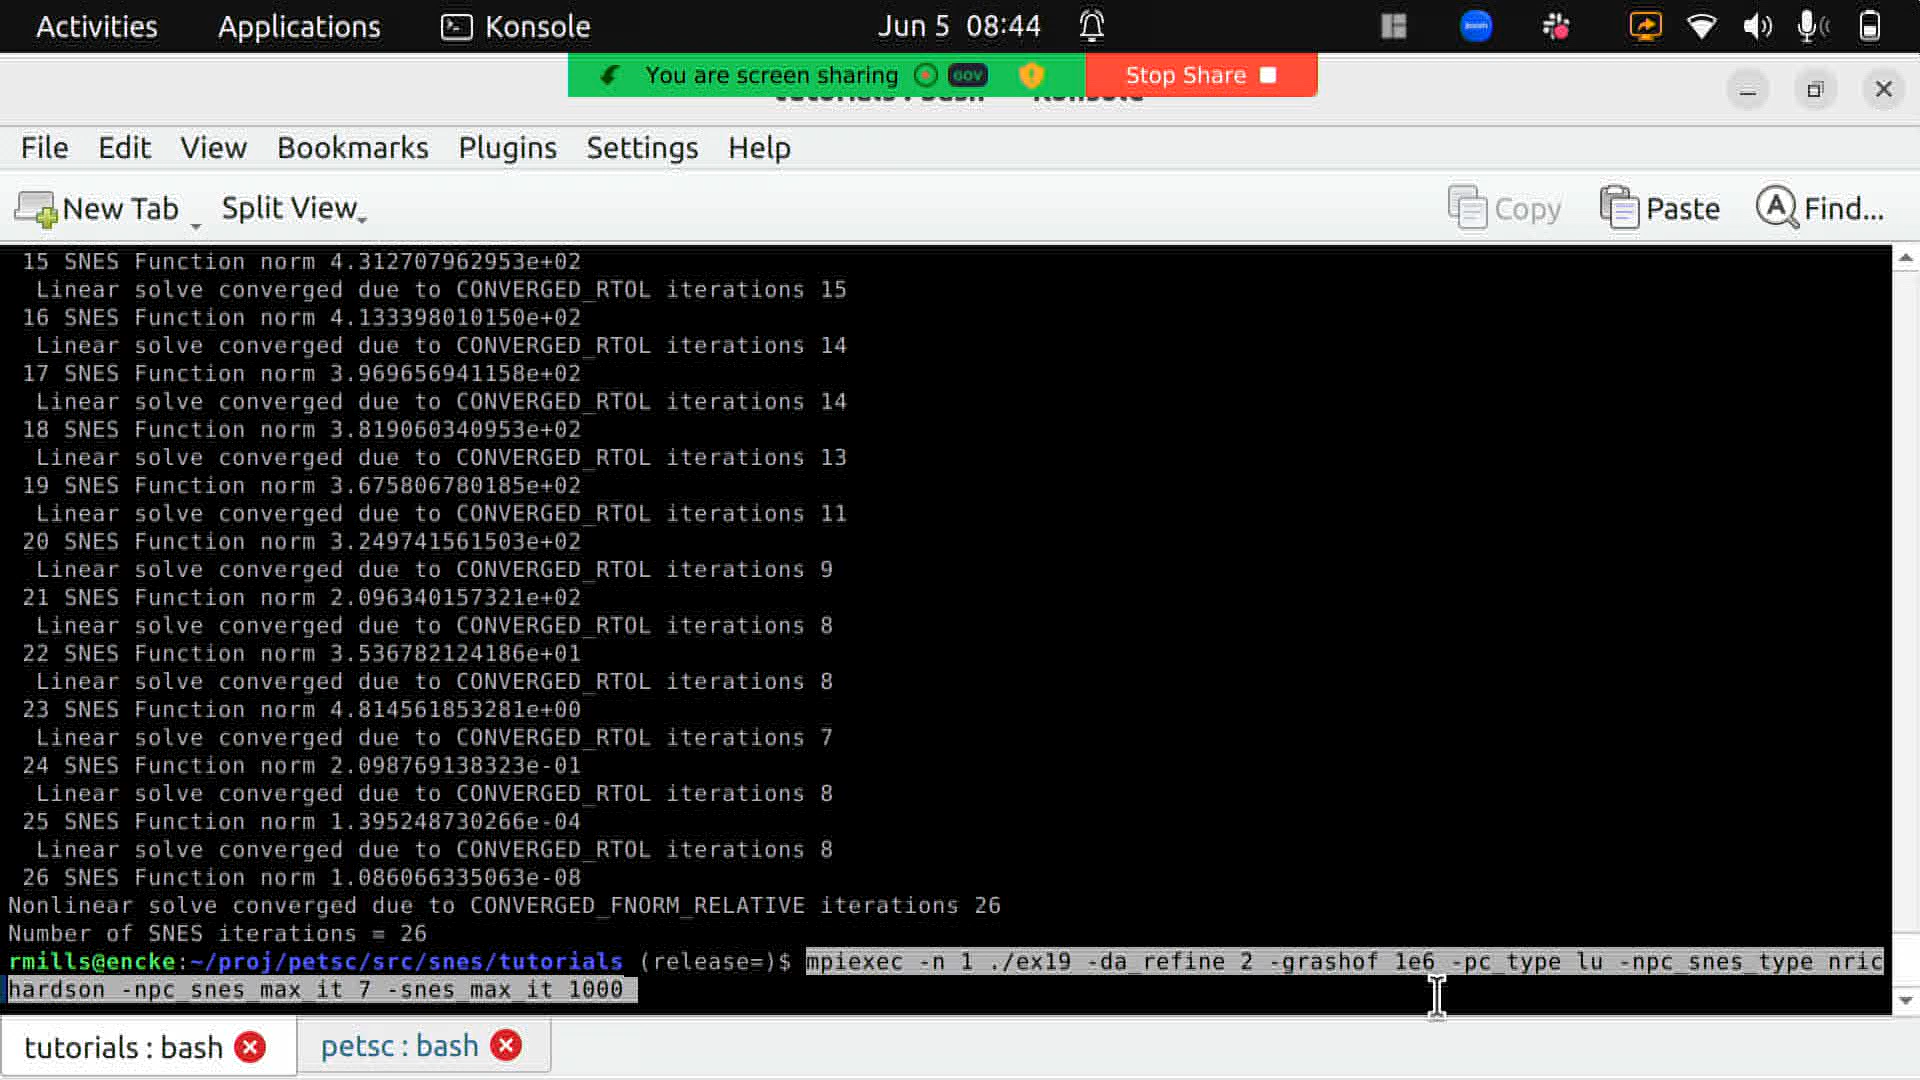 Activities Applications Konsole Jun 5 08:44 zoom
You are screen sharing GOV Stop Share
File Edit View Bookmarks Plugins Settings Help
New Tab Split View Copy Paste Find...
15 SNES Function norm 4.312707962953e+02
Linear solve converged due to CONVERGED_RTOL iterations 15
16 SNES Function norm 4.133398010150e+02
Linear solve converged due to CONVERGED_RTOL iterations 14
17 SNES Function norm 3.969656941158e+02
Linear solve converged due to CONVERGED_RTOL iterations 14
18 SNES Function norm 3.819060340953e+02
Linear solve converged due to CONVERGED_RTOL iterations 13
19 SNES Function norm 3.675806780185e+02
Linear solve converged due to CONVERGED_RTOL iterations 11
20 SNES Function norm 3.249741561503e+02
Linear solve converged due to CONVERGED_RTOL iterations 9
21 SNES Function norm 2.096340157321e+02
Linear solve converged due to CONVERGED_RTOL iterations 8
22 SNES Function norm 3.536782124186e+01
Linear solve converged due to CONVERGED_RTOL iterations 8
23 SNES Function norm 4.814561853281e+00
Linear solve converged due to CONVERGED_RTOL iterations 7
24 SNES Function norm 2.098769138323e-01
Linear solve converged due to CONVERGED_RTOL iterations 8
25 SNES Function norm 1.395248730266e-04
Linear solve converged due to CONVERGED_RTOL iterations 8
26 SNES Function norm 1.086066335063e-08
Nonlinear solve converged due to CONVERGED_FNORM_RELATIVE iterations 26
Number of SNES iterations = 26
rmills@encke:~/proj/petsc/src/snes/tutorials (release=)$ mpiexec -n 1 ./ex19 -da_refine 2 -grashof 1e6 -pc_type lu -npc_snes_type nric
hardson -npc_snes_max_it 7 -snes_max_it 1000
tutorials : bash petsc : bash